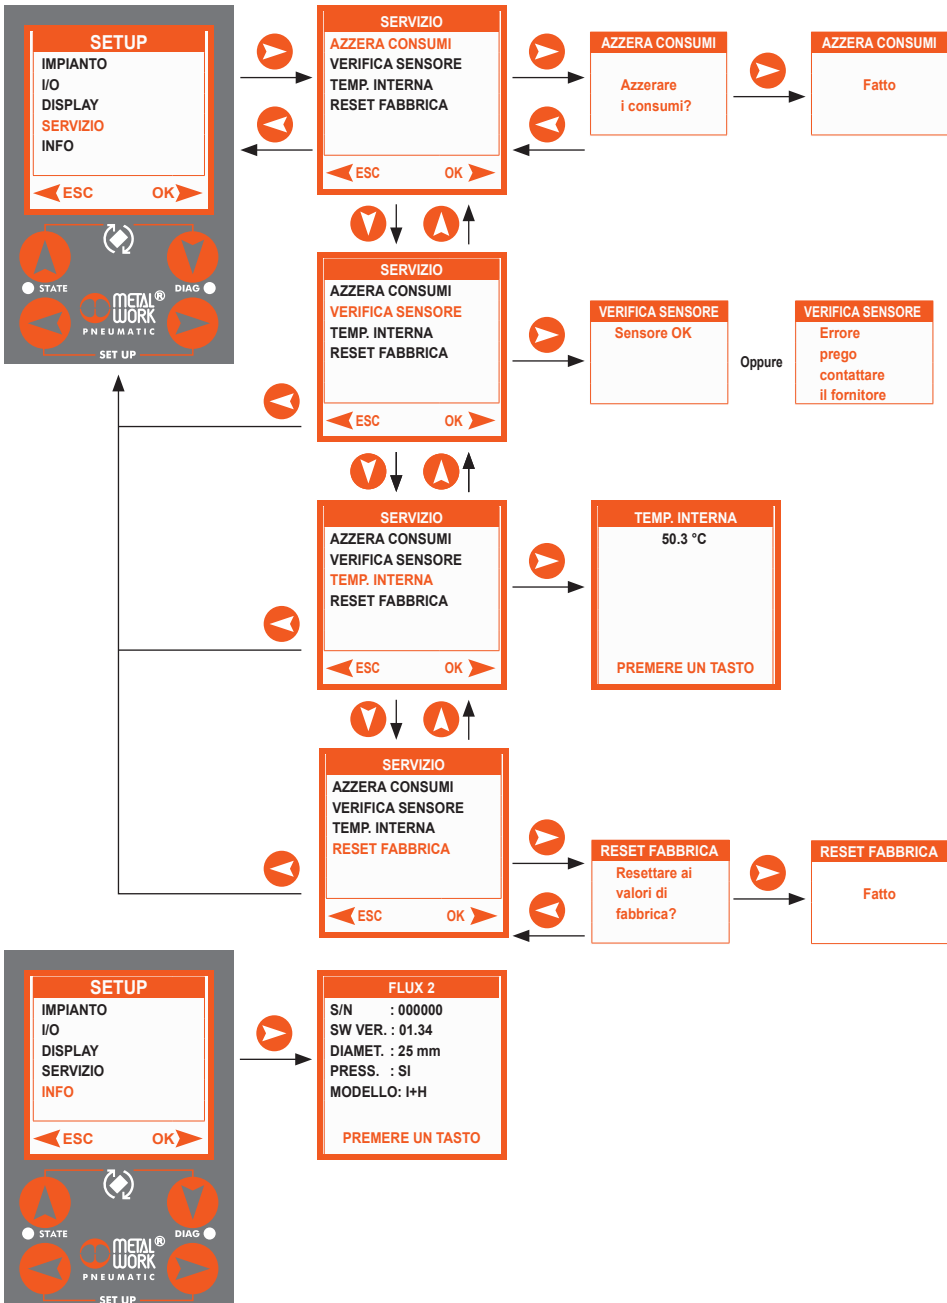 SETUP
IMPIANTO
I/O
DISPLAY
SERVIZIO
INFO
ESC OK
STATE DIAG
METAL WORK®
PNEUMATIC
SET UP
SERVIZIO
AZZERA CONSUMI
VERIFICA SENSORE
TEMP. INTERNA
RESET FABBRICA
ESC OK
AZZERA CONSUMI
Azzerare
i consumi?
AZZERA CONSUMI
Fatto
SERVIZIO
AZZERA CONSUMI
VERIFICA SENSORE
TEMP. INTERNA
RESET FABBRICA
ESC OK
VERIFICA SENSORE
Sensore OK
Oppure
VERIFICA SENSORE
Errore
prego
contattare
il fornitore
SERVIZIO
AZZERA CONSUMI
VERIFICA SENSORE
TEMP. INTERNA
RESET FABBRICA
ESC OK
TEMP. INTERNA
50.3 °C
PREMERE UN TASTO
SERVIZIO
AZZERA CONSUMI
VERIFICA SENSORE
TEMP. INTERNA
RESET FABBRICA
ESC OK
RESET FABBRICA
Resettare ai
valori di
fabbrica?
RESET FABBRICA
Fatto
SETUP
IMPIANTO
I/O
DISPLAY
SERVIZIO
INFO
ESC OK
STATE DIAG
METAL WORK®
PNEUMATIC
SET UP
FLUX 2
S/N : 000000
SW VER. : 01.34
DIAMET. : 25 mm
PRESS. : SI
MODELLO: I+H
PREMERE UN TASTO